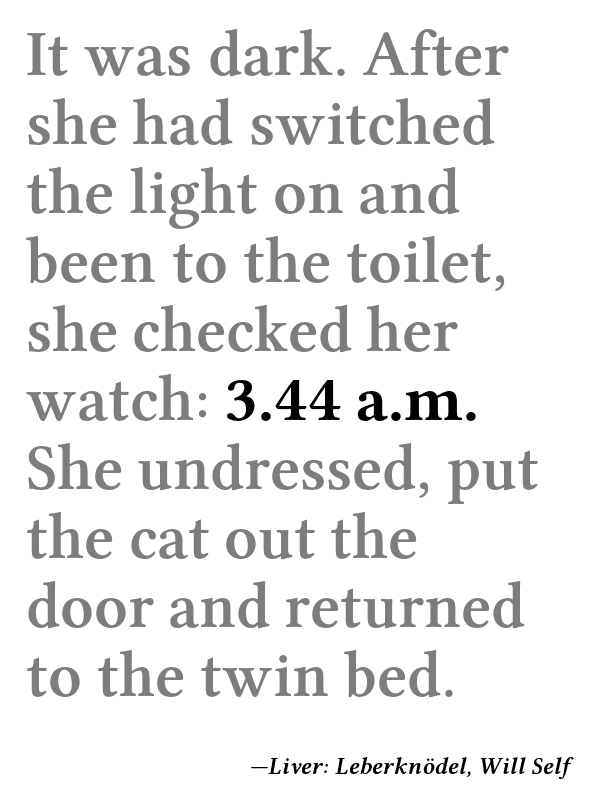 It was dark. After
she had switched
the light on and
been to the toilet,
she checked her
watch: 3.44 a.m.
She undressed, put
the cat out the
door and returned
to the twin bed.
—Liver: Leberknödel, Will Self